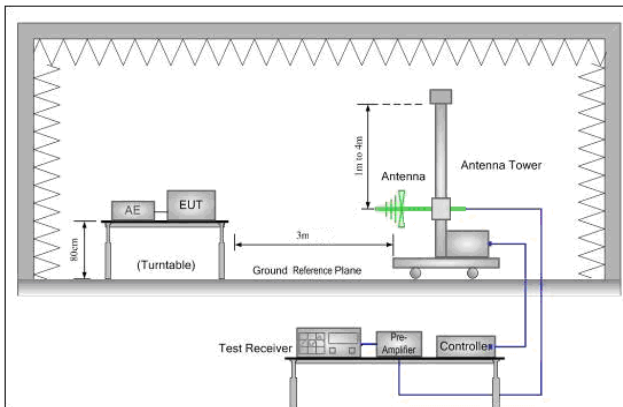 1m to 4m
Antenna
Antenna Tower
AE
EUT
80cm
(Turntable)
3m
Ground Reference Plane
Test Receiver
Pre-
Amplifier
Controller